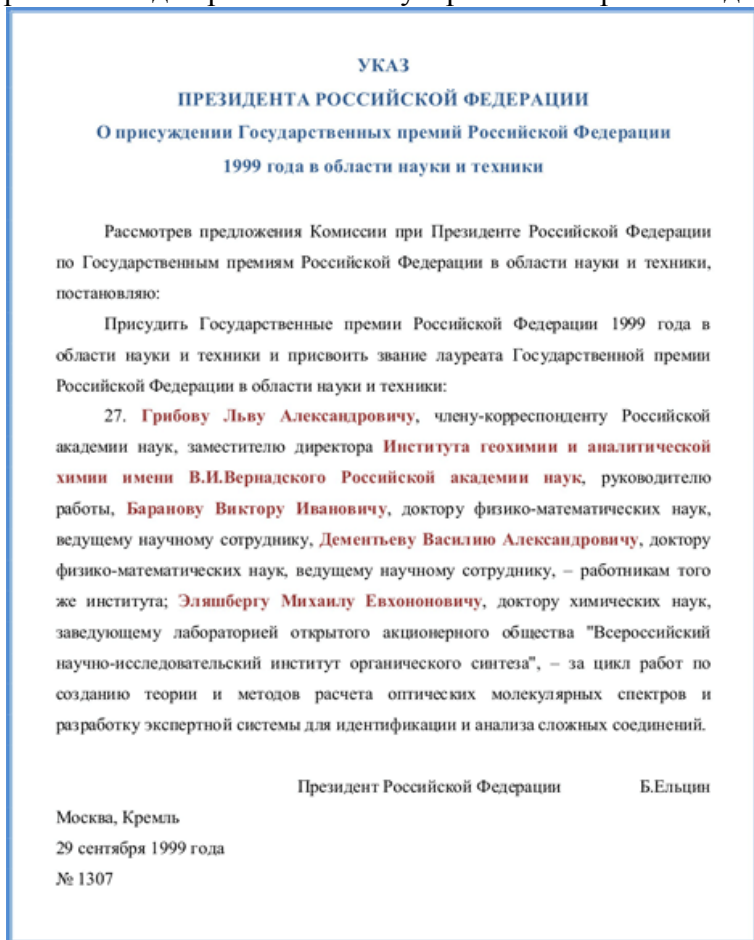 УКАЗ
ПРЕЗИДЕНТА РОССИЙСКОЙ ФЕДЕРАЦИИ
О присуждении Государственных премий Российской Федерации
1999 года в области науки и техники
Рассмотрев предложения Комиссии при Президенте Российской Федерации
по Государственным премиям Российской Федерации в области науки и техники,
постановляю:
Присудить Государственные премии Российской Федерации 1999 года в
области науки и техники и присвоить звание лауреата Государственной премии
Российской Федерации в области науки и техники:
27. Грибову Льву Александровичу, члену-корреспонденту Российской
академии наук, заместителю директора Института геохимии и аналитической
химии имени В.И.Вернадского Российской академии наук, руководителю
работы, Баранову Виктору Ивановичу, доктору физико-математических наук,
ведущему научному сотруднику, Дементьеву Василию Александровичу, доктору
физико-математических наук, ведущему научному сотруднику, – работникам того
же института; Эляшбергу Михаилу Евхононовичу, доктору химических наук,
заведующему лабораторией открытого акционерного общества "Всероссийский
научно-исследовательский институт органического синтеза", – за цикл работ по
созданию теории и методов расчета оптических молекулярных спектров и
разработку экспертной системы для идентификации и анализа сложных соединений.
Президент Российской Федерации Б.Ельцин
Москва, Кремль
29 сентября 1999 года
№ 1307